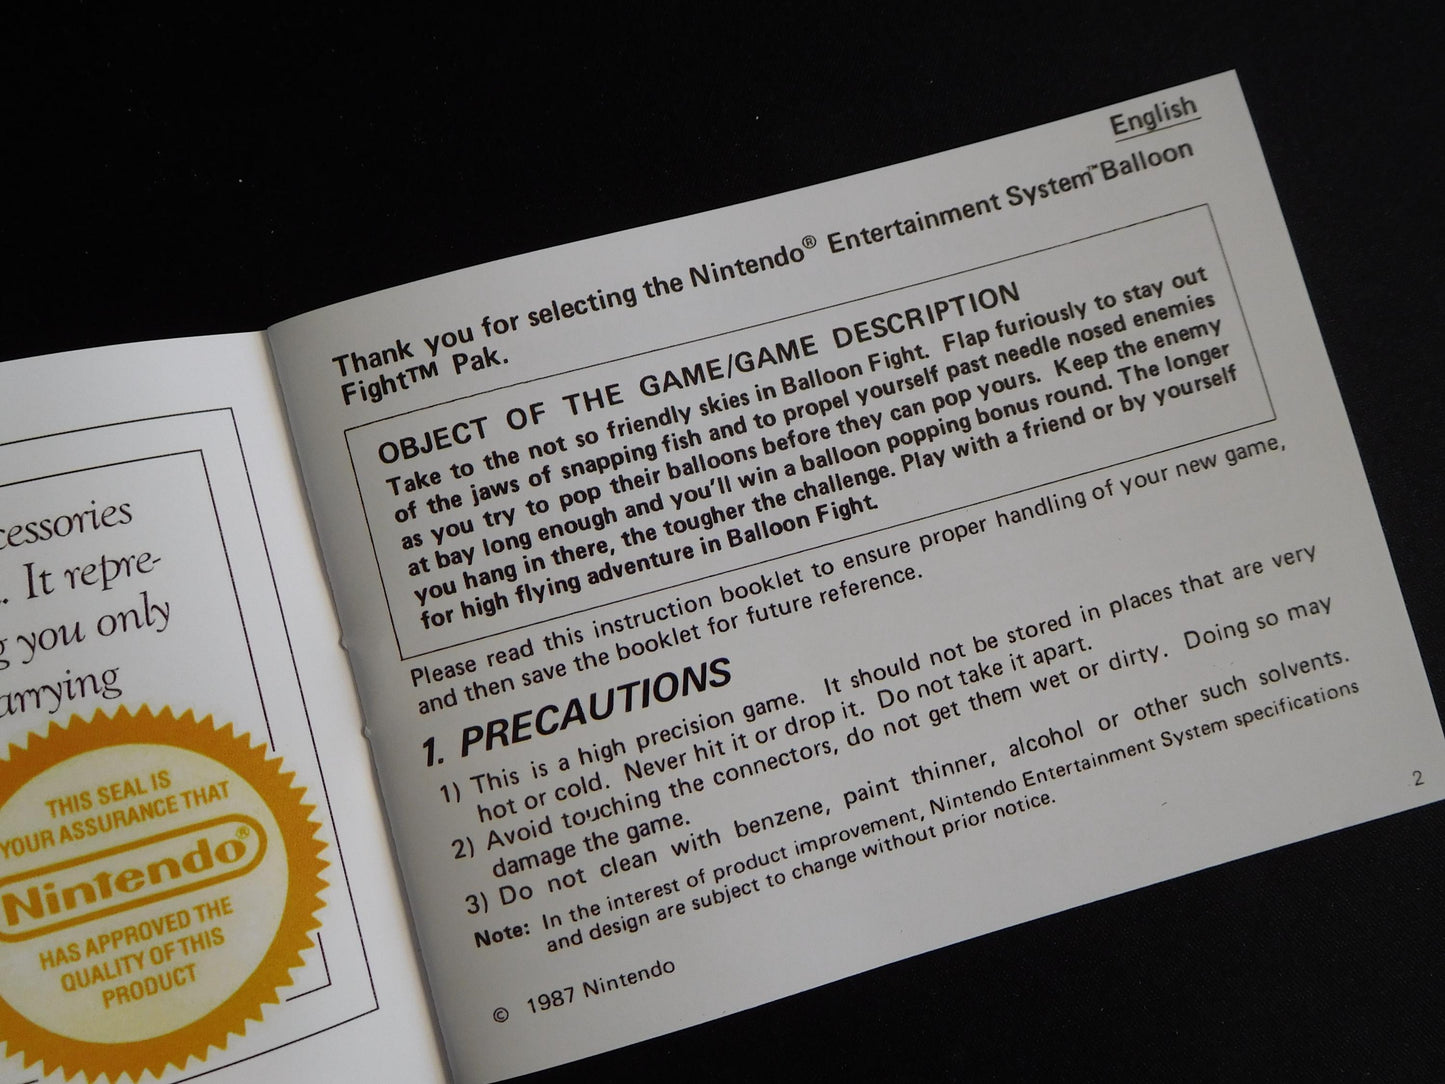 cessories
. It repre-
g you only
arrying
THIS SEAL IS
YOUR ASSURANCE THAT
Nintendo®
HAS APPROVED THE
QUALITY OF THIS
PRODUCT
English
Thank you for selecting the Nintendo® Entertainment System™ Balloon
Fight™ Pak.
OBJECT OF THE GAME/GAME DESCRIPTION
Take to the not so friendly skies in Balloon Fight. Flap furiously to stay out
of the jaws of snapping fish and to propel yourself past needle nosed enemies
as you try to pop their balloons before they can pop yours. Keep the enemy
at bay long enough and you'll win a balloon popping bonus round. The longer
you hang in there, the tougher the challenge. Play with a friend or by yourself
for high flying adventure in Balloon Fight.
Please read this instruction booklet to ensure proper handling of your new game,
and then save the booklet for future reference.
1. PRECAUTIONS
1) This is a high precision game. It should not be stored in places that are very
hot or cold. Never hit it or drop it. Do not take it apart.
2) Avoid touching the connectors, do not get them wet or dirty. Doing so may
damage the game.
3) Do not clean with benzene, paint thinner, alcohol or other such solvents.
Note: In the interest of product improvement, Nintendo Entertainment System specifications
and design are subject to change without prior notice.
© 1987 Nintendo
2